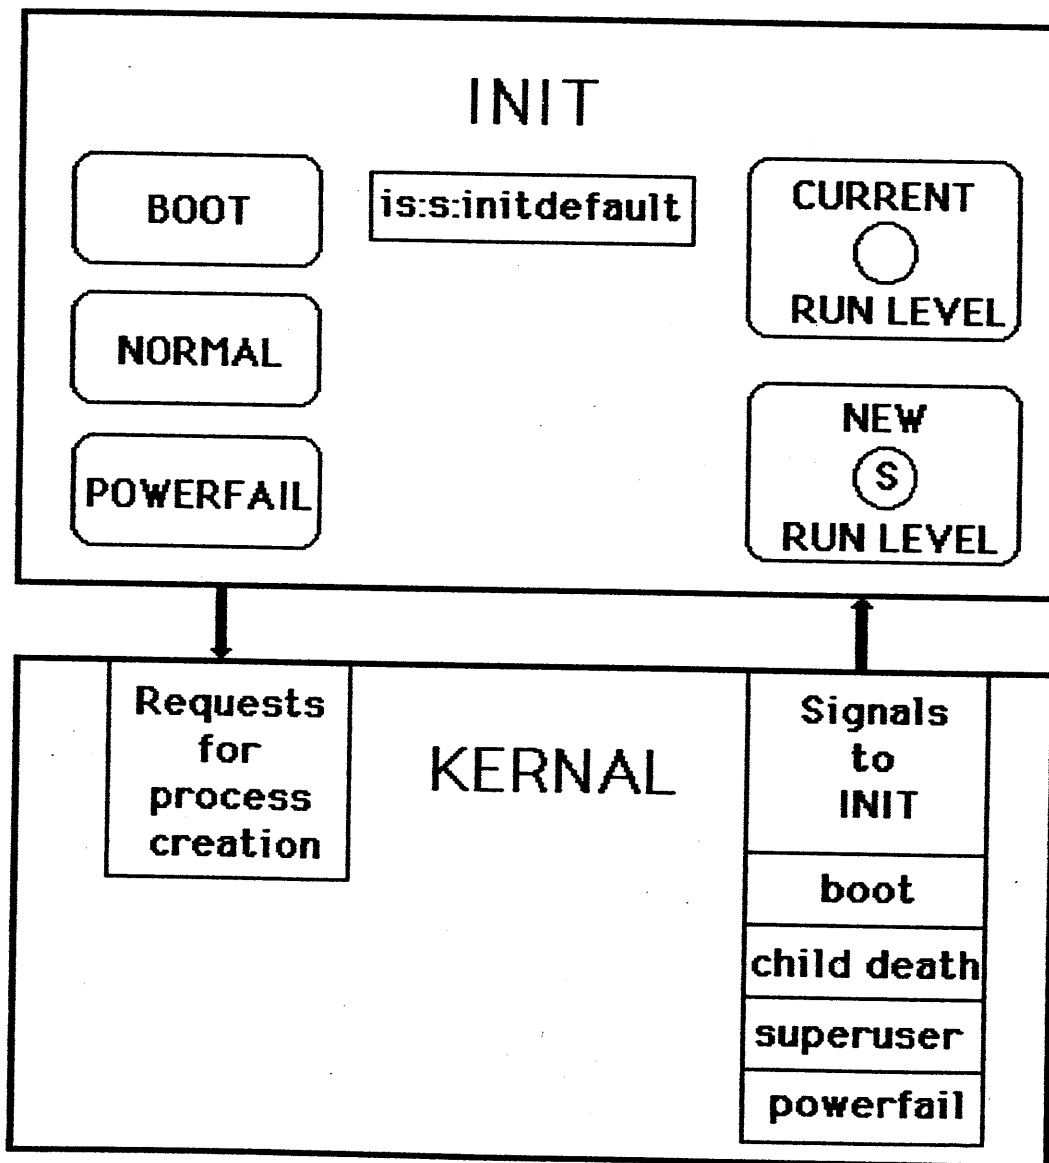 INIT
BOOT
is:s:initdefault
CURRENT
RUN LEVEL
NORMAL
NEW
S
RUN LEVEL
POWERFAIL
Requests
for
process
creation
KERNAL
Signals
to
INIT
boot
child death
superuser
powerfail